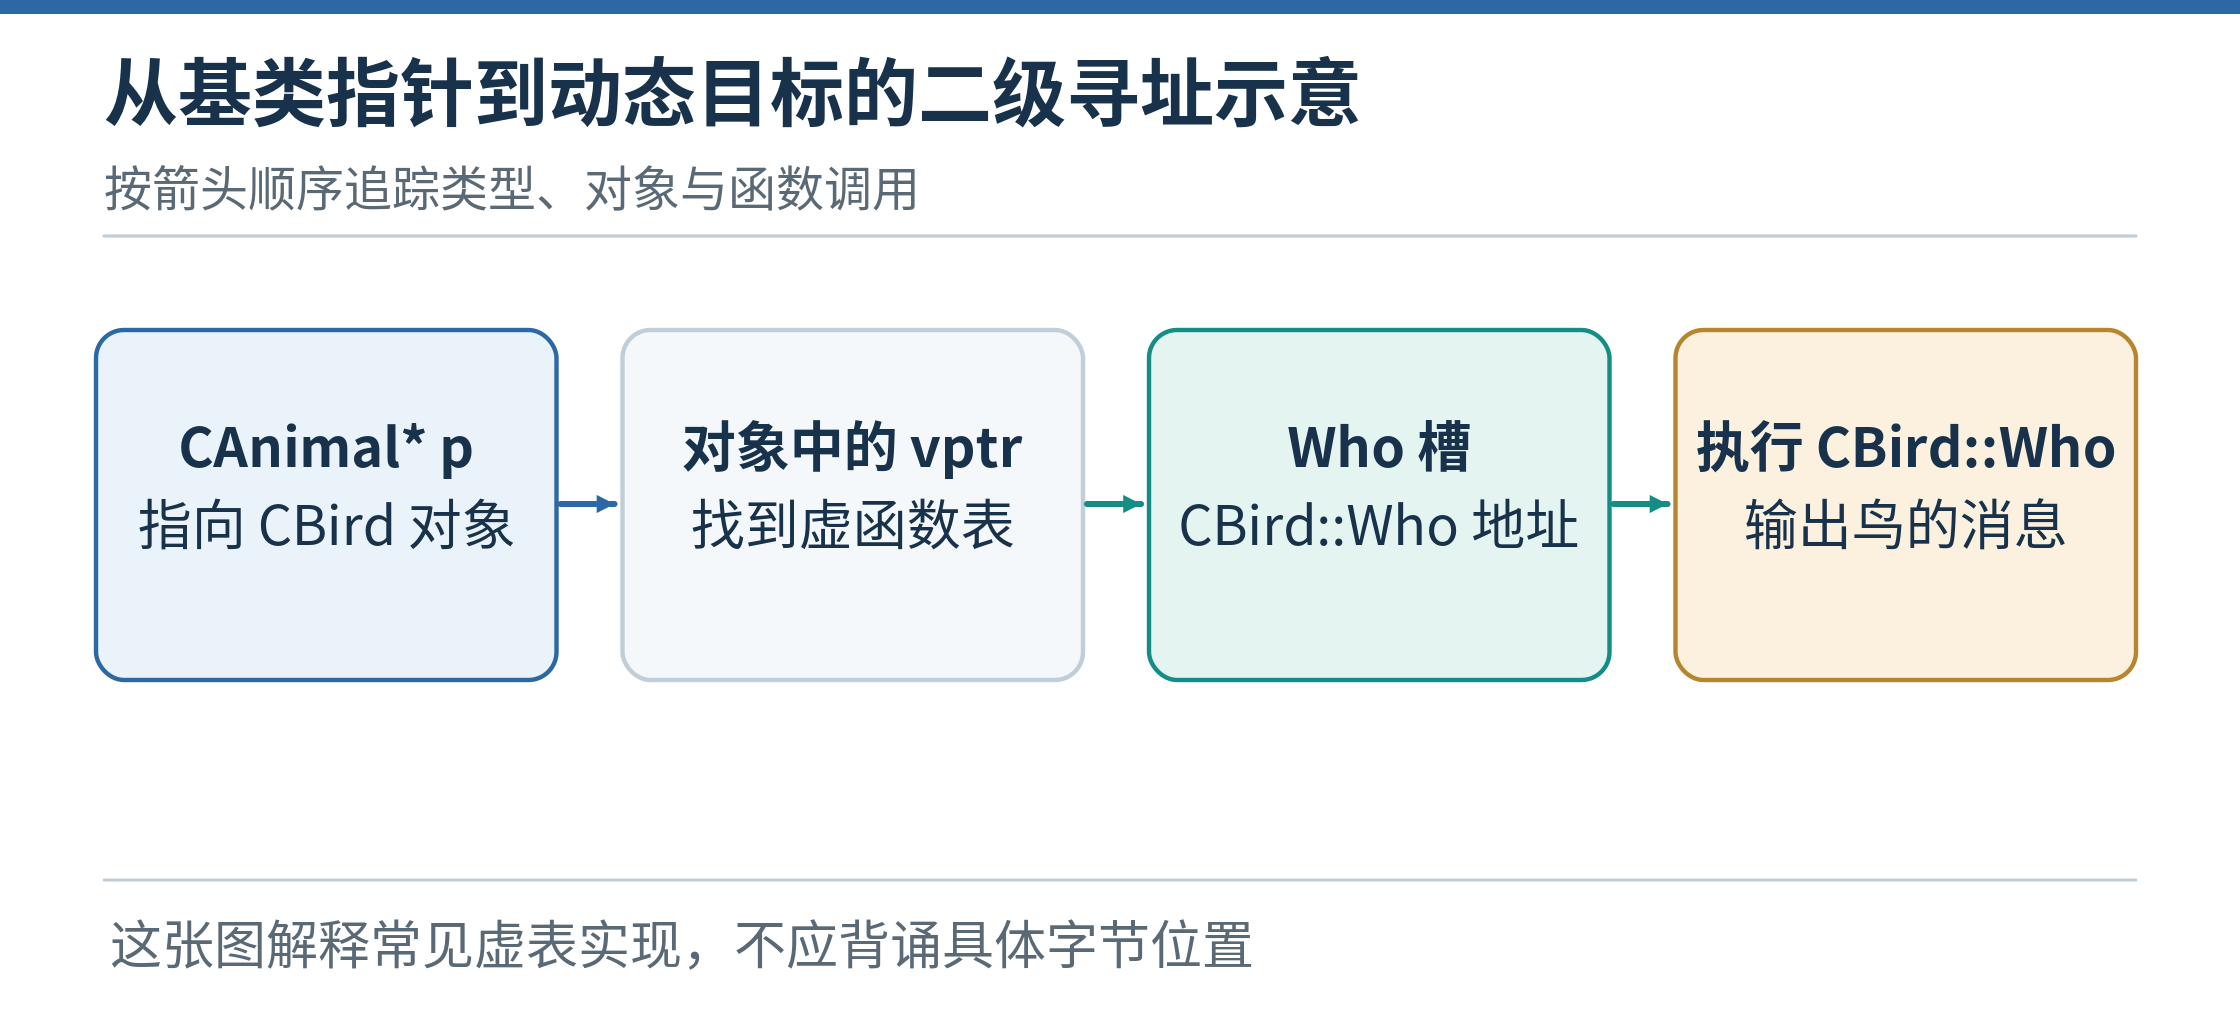 从基类指针到动态目标的二级寻址示意
按箭头顺序追踪类型、对象与函数调用
CAnimal* p
指向 CBird 对象
对象中的 vptr
找到虚函数表
Who 槽
CBird::Who 地址
执行 CBird::Who
输出鸟的消息
这张图解释常见虚表实现，不应背诵具体字节位置